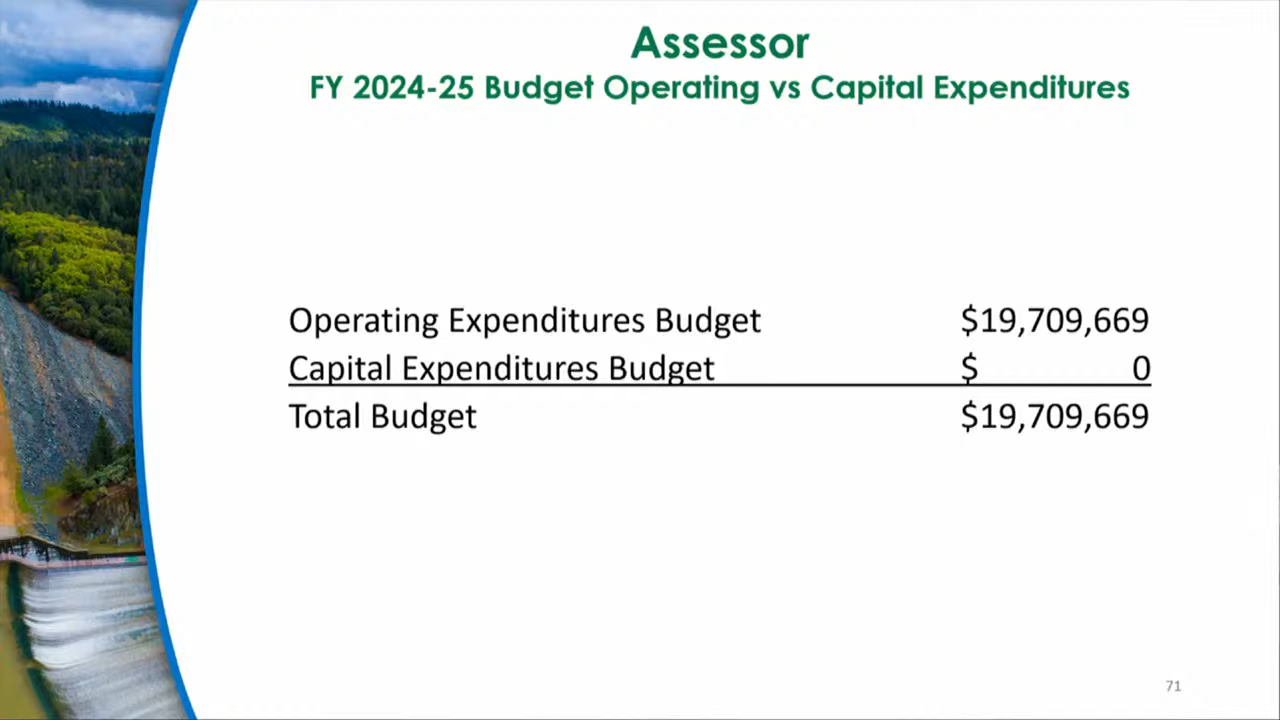 Assessor
FY 2024-25 Budget Operating vs Capital Expenditures
Operating Expenditures Budget $19,709,669
Capital Expenditures Budget $ 0
Total Budget $19,709,669
71